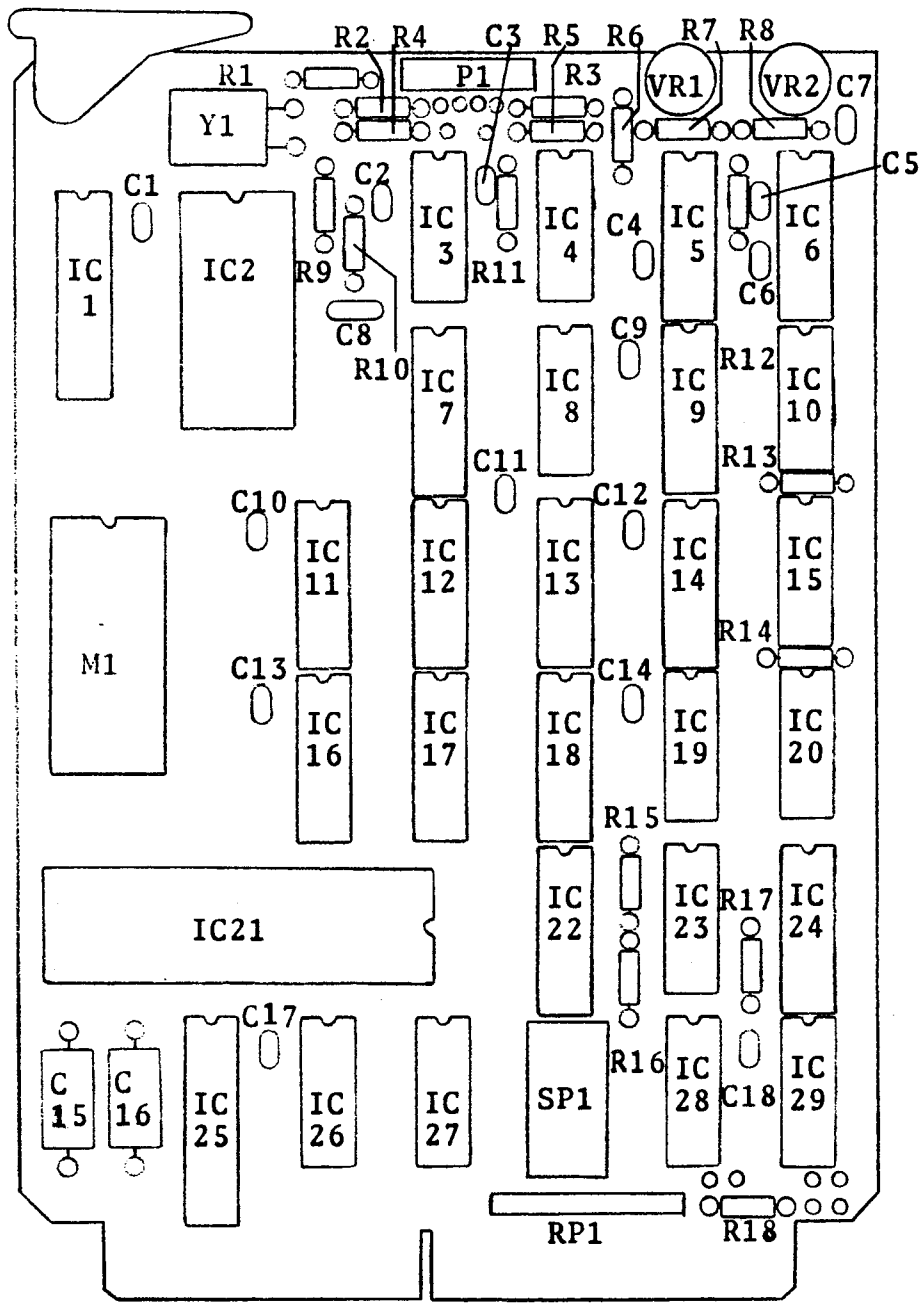 R2 R4 C3 R5 R6 R7 R8
R1 P1 R3 VR1 VR2 C7
Y1
C1 C2 C5
IC
1
IC2
R9
IC
3
R11
IC
4
C4
IC
5
IC
6
C6
C8
R10
C9
R12
IC
7
IC
8
IC
9
IC
10
C11
R13
C10
C12
IC
11
IC
12
IC
13
IC
14
IC
15
R14
M1
C13
C14
IC
16
IC
17
IC
18
IC
19
IC
20
R15
IC21
IC
22
IC
23
R17
IC
24
C17
R16
C
15
C
16
IC
25
IC
26
IC
27
SP1
IC
28
C18
IC
29
RP1
R18